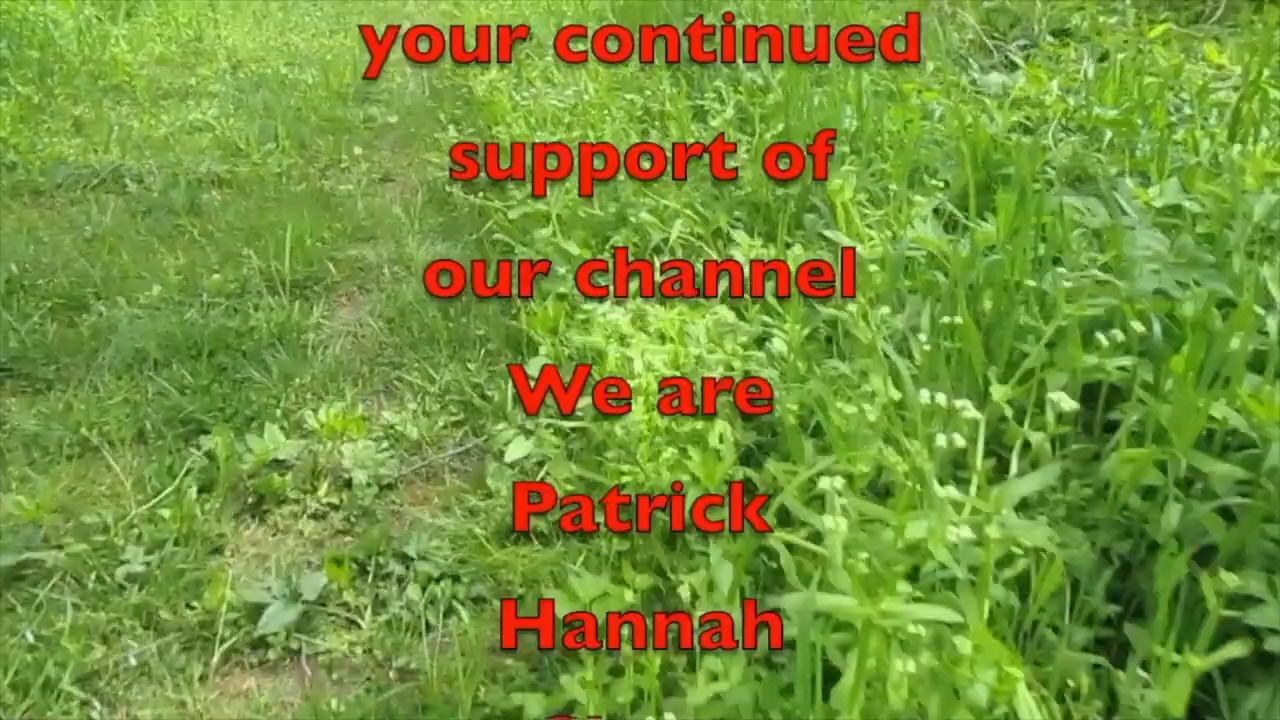 your continued
support of
our channel
We are
Patrick
Hannah